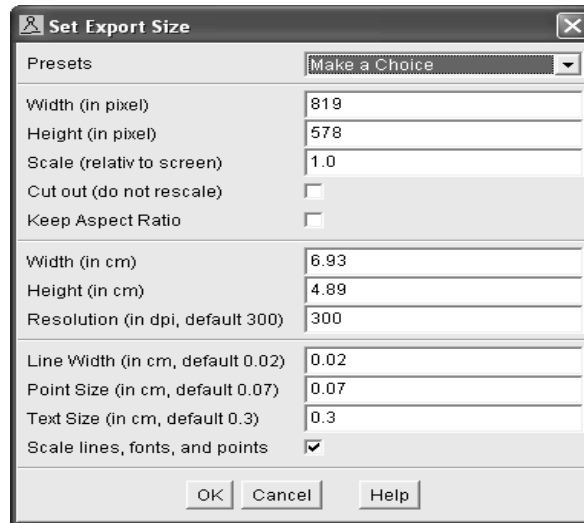 Set Export Size
Presets Make a Choice
Width (in pixel) 819
Height (in pixel) 578
Scale (relativ to screen) 1.0
Cut out (do not rescale)
Keep Aspect Ratio
Width (in cm) 6.93
Height (in cm) 4.89
Resolution (in dpi, default 300) 300
Line Width (in cm, default 0.02) 0.02
Point Size (in cm, default 0.07) 0.07
Text Size (in cm, default 0.3) 0.3
Scale lines, fonts, and points
OK Cancel Help